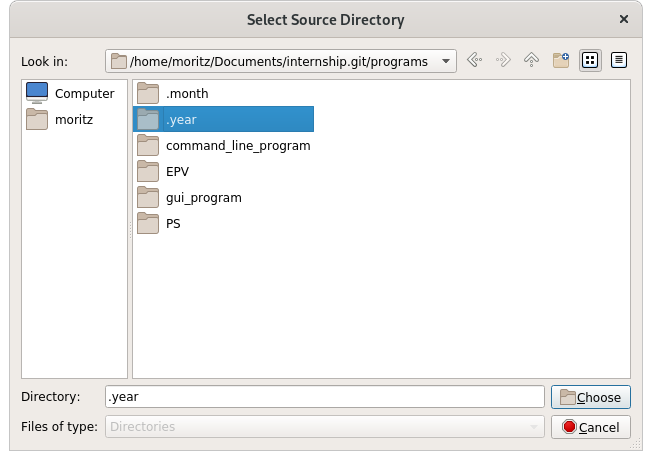 Select Source Directory
Look in: /home/moritz/Documents/internship.git/programs
Computer
moritz
.month
.year
command_line_program
EPV
gui_program
PS
Directory: .year Choose
Files of type: Directories Cancel